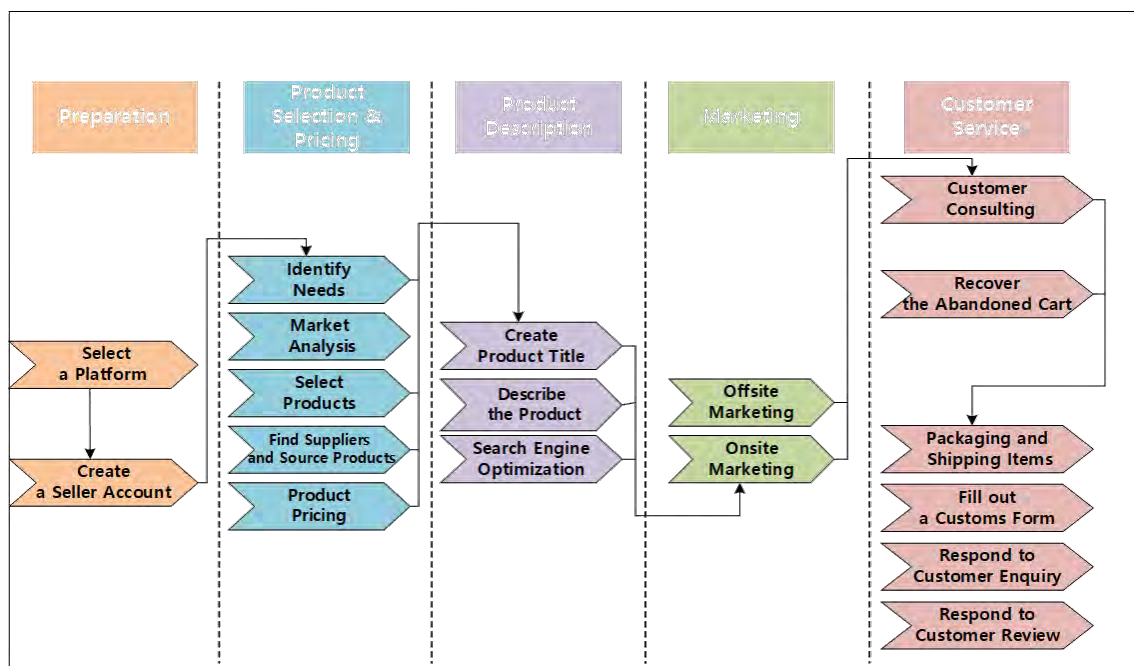 Preparation
Product
Selection &
Pricing
Product
Description
Marketing
Customer
Service
Select
a Platform
Create
a Seller Account
Identify
Needs
Market
Analysis
Select
Products
Find Suppliers
and Source Products
Product
Pricing
Create
Product Title
Describe
the Product
Search Engine
Optimization
Offsite
Marketing
Onsite
Marketing
Customer
Consulting
Recover
the Abandoned Cart
Packaging and
Shipping Items
Fill out
a Customs Form
Respond to
Customer Enquiry
Respond to
Customer Review